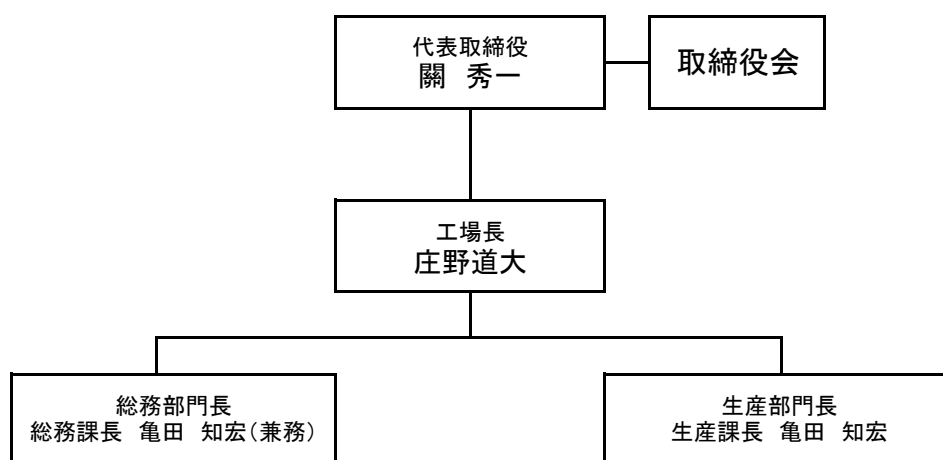 代表取締役
關　秀一
取締役会
工場長
庄野道大
総務部門長
総務課長　亀田　知宏（兼務）
生産部門長
生産課長　亀田　知宏